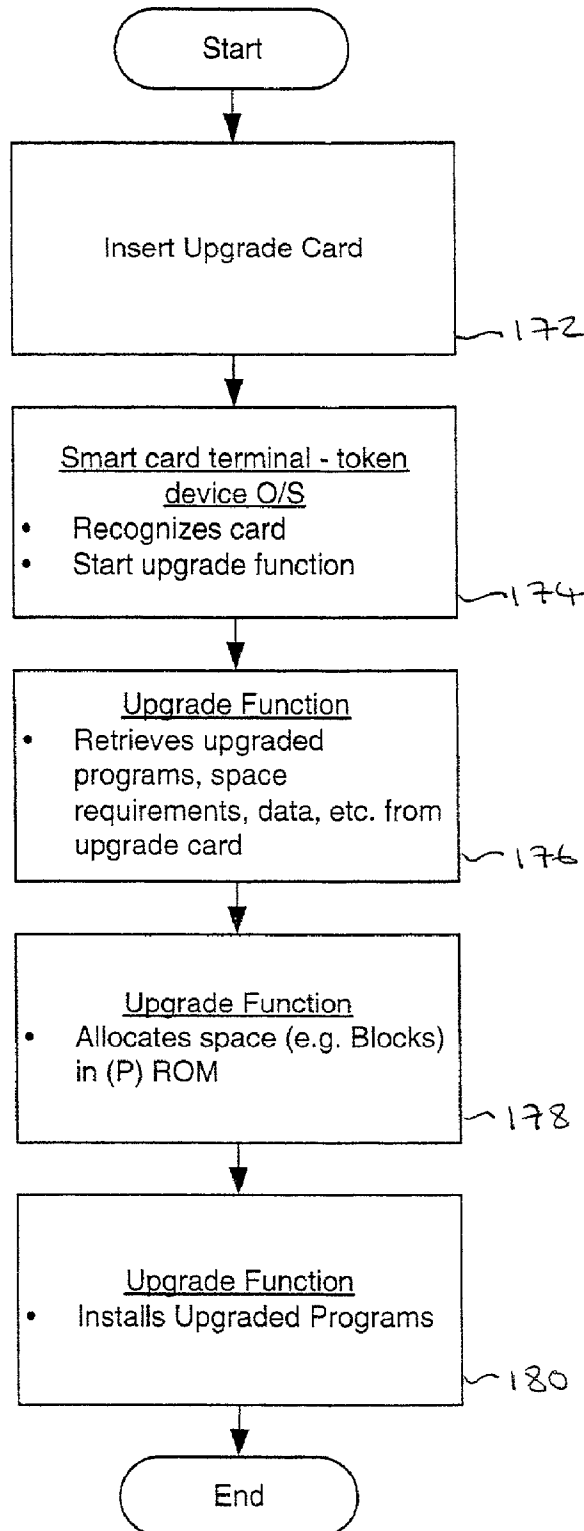 Start
Insert Upgrade Card
172
Smart card terminal - token
device O/S
• Recognizes card
• Start upgrade function
174
Upgrade Function
• Retrieves upgraded
programs, space
requirements, data, etc. from
upgrade card
176
Upgrade Function
• Allocates space (e.g. Blocks)
in (P) ROM
178
Upgrade Function
• Installs Upgraded Programs
180
End